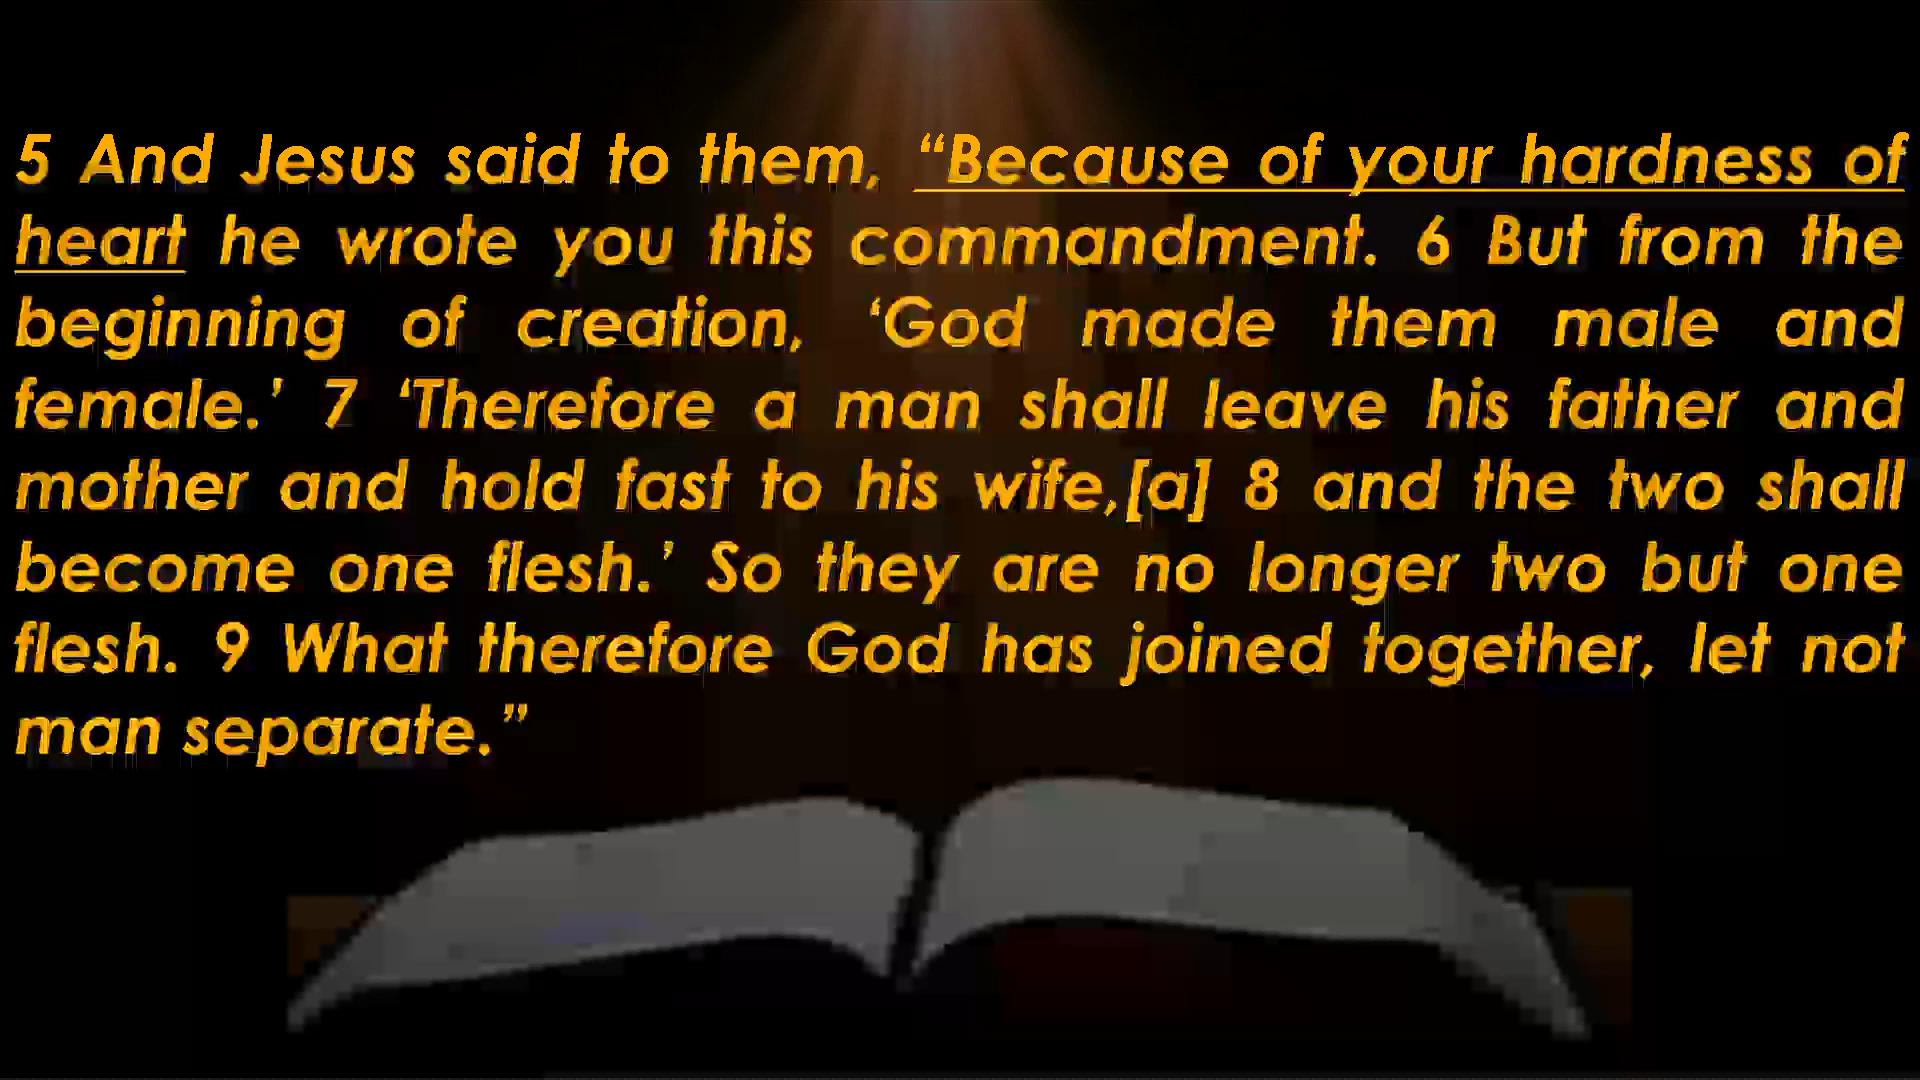 5 And Jesus said to them, “Because of your hardness of
heart he wrote you this commandment. 6 But from the
beginning of creation, ‘God made them male and
female.’ 7 ‘Therefore a man shall leave his father and
mother and hold fast to his wife,[a] 8 and the two shall
become one flesh.’ So they are no longer two but one
flesh. 9 What therefore God has joined together, let not
man separate.”